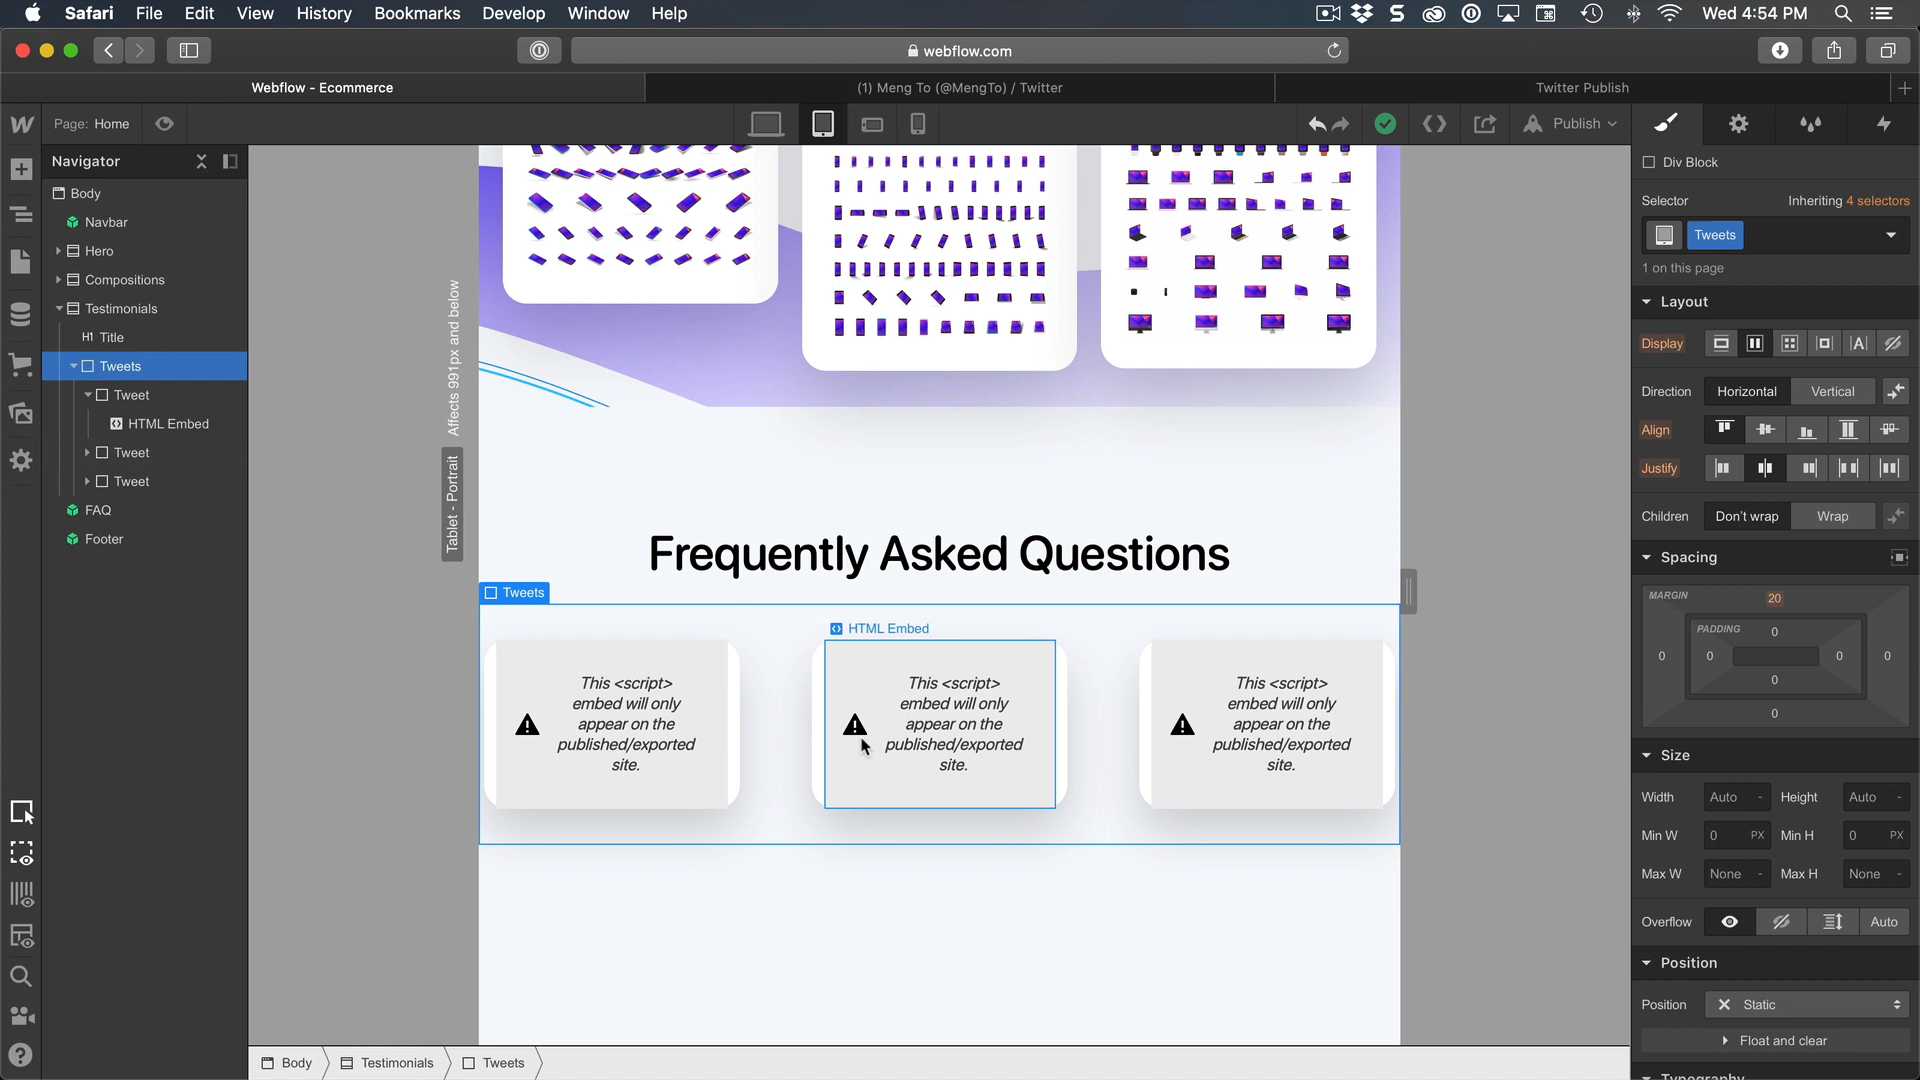 Safari File Edit View History Bookmarks Develop Window Help
Wed 4:54 PM
webflow.com
Webflow - Ecommerce
(1) Meng To (@MengTo) / Twitter
Twitter Publish
Page: Home
Publish
Navigator
Body
Navbar
Hero
Compositions
Testimonials
H1 Title
Tweets
Tweet
HTML Embed
Tweet
Tweet
FAQ
Footer
Affects 991px and below
Tablet - Portrait
Frequently Asked Questions
Tweets
HTML Embed
This <script>
embed will only
appear on the
published/exported
site.
This <script>
embed will only
appear on the
published/exported
site.
This <script>
embed will only
appear on the
published/exported
site.
Body
Testimonials
Tweets
Div Block
Selector
Inheriting 4 selectors
Tweets
1 on this page
Layout
Display
Direction Horizontal Vertical
Align
Justify
Children Don't wrap Wrap
Spacing
MARGIN 20
PADDING 0
0 0 0 0
0
0
Size
Width Auto - Height Auto -
Min W 0 PX Min H 0 PX
Max W None - Max H None -
Overflow Auto
Position
Position Static
Float and clear
Typography